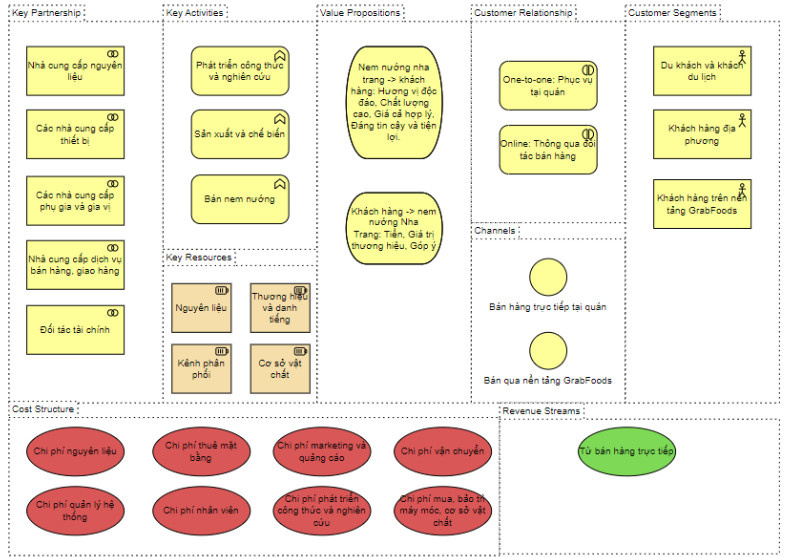 Key Partnership
Nhà cung cấp nguyên
liệu
Các nhà cung cấp
thiết bị
Các nhà cung cấp
phụ gia và gia vị
Nhà cung cấp dịch vụ
bán hàng, giao hàng
Đối tác tài chính
Key Activities
Phát triển công thức
và nghiên cứu
Sản xuất và chế biến
Bán nem nướng
Key Resources
Nguyên liệu
Thương hiệu
và danh
tiếng
Kênh phân
phối
Cơ sở vật
chất
Value Propositions
Nem nướng nha
trang -> khách
hàng: Hương vị độc
đáo, Chất lượng
cao, Giá cả hợp lý,
Đáng tin cậy và tiện
lợi.
Khách hàng -> nem
nướng Nha
Trang: Tiền, Giá trị
thương hiệu, Góp ý
Customer Relationship
One-to-one: Phục vụ
tại quán
Online: Thông qua đối
tác bán hàng
Channels
Bán hàng trực tiếp tại quán
Bán qua nền tảng GrabFoods
Customer Segments
Du khách và khách
du lịch
Khách hàng địa
phương
Khách hàng trên nền
tảng GrabFoods
Cost Structure
Chi phí nguyên liệu
Chi phí thuê mặt
bằng
Chi phí marketing và
quảng cáo
Chi phí vận chuyển
Chi phí quản lý hệ
thống
Chi phí nhân viên
Chi phí phát triển
công thức và nghiên
cứu
Chi phí mua, bảo trì
máy móc, cơ sở vật
chất
Revenue Streams
Từ bán hàng trực tiếp